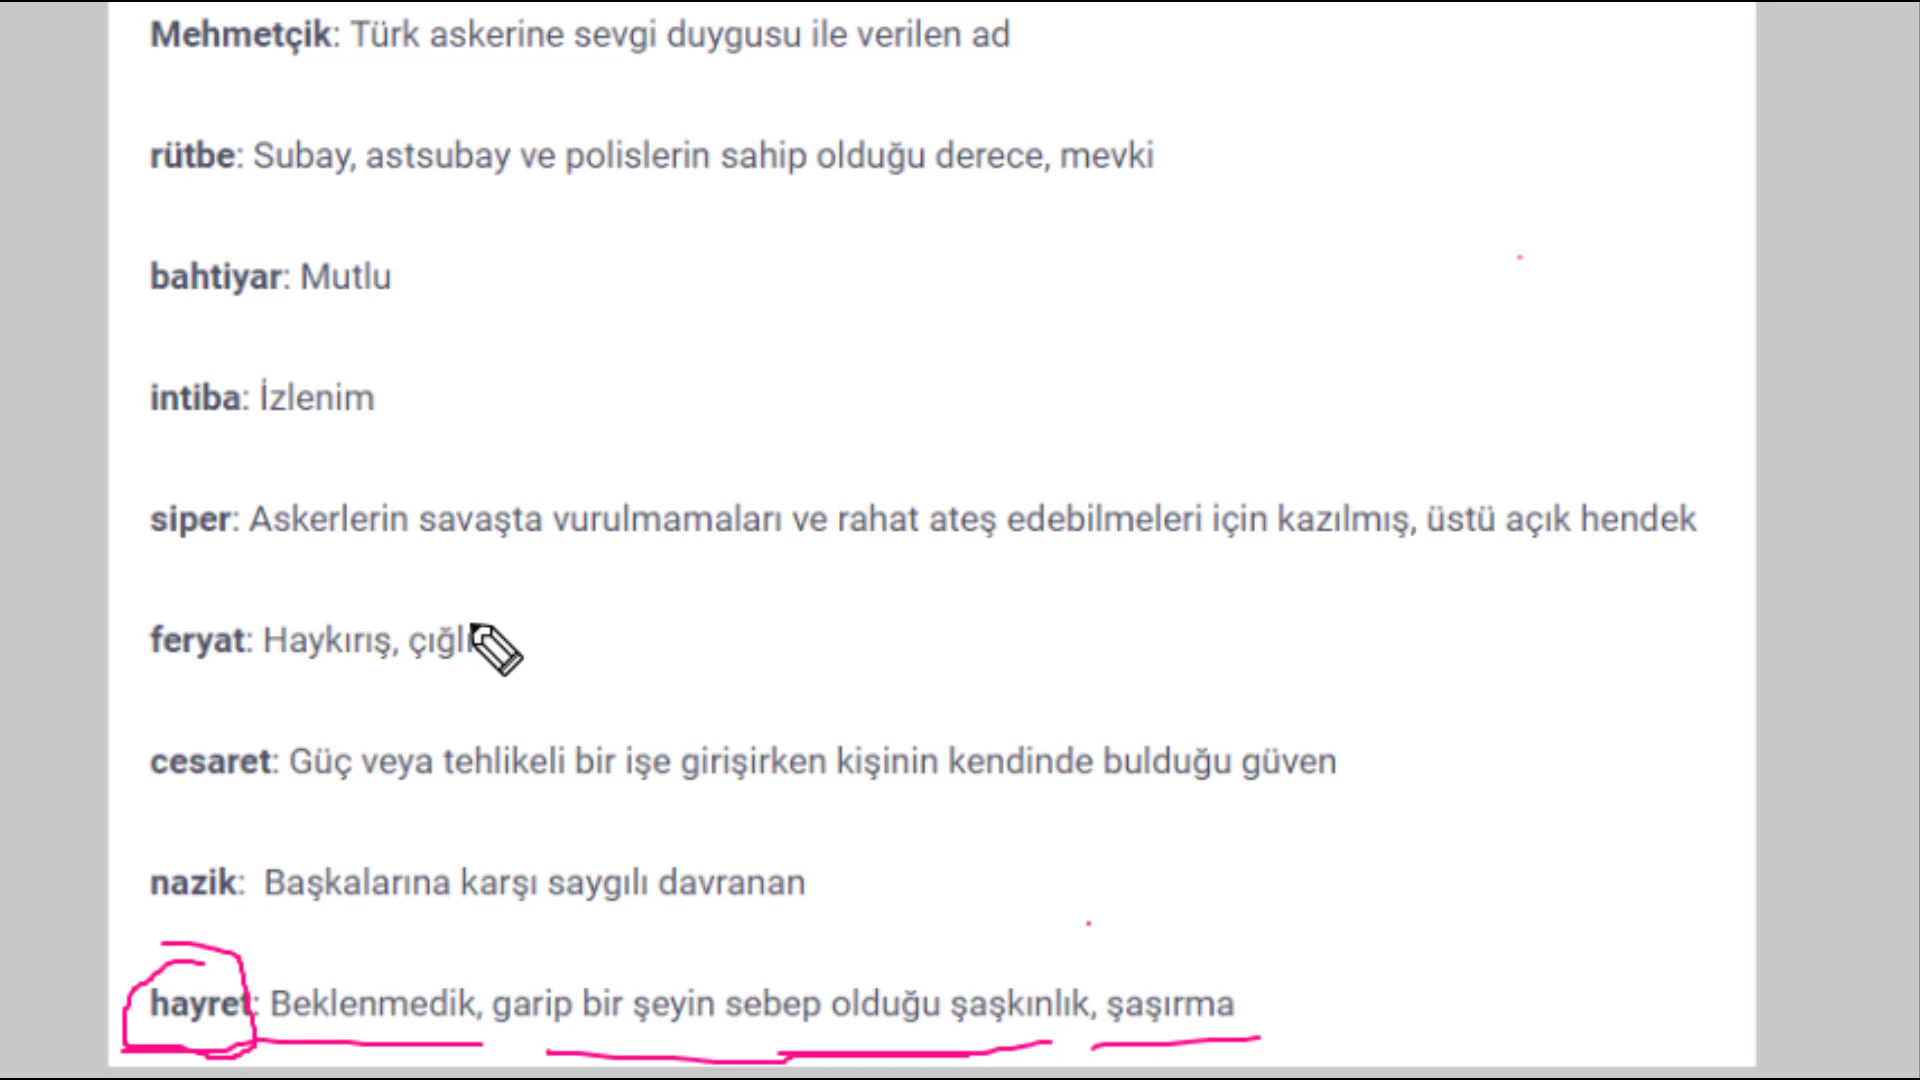 Mehmetçik: Türk askerine sevgi duygusu ile verilen ad
rütbe: Subay, astsubay ve polislerin sahip olduğu derece, mevki
bahtiyar: Mutlu
intiba: İzlenim
siper: Askerlerin savaşta vurulmamaları ve rahat ateş edebilmeleri için kazılmış, üstü açık hendek
feryat: Haykırış,
cesaret: Güç veya tehlikeli bir işe girişirken kişinin kendinde bulduğu güven
nazik: Başkalarına karşı saygılı davranan
hayret: Beklenmedik, garip bir şeyin sebep olduğu şaşkınlık, şaşırma